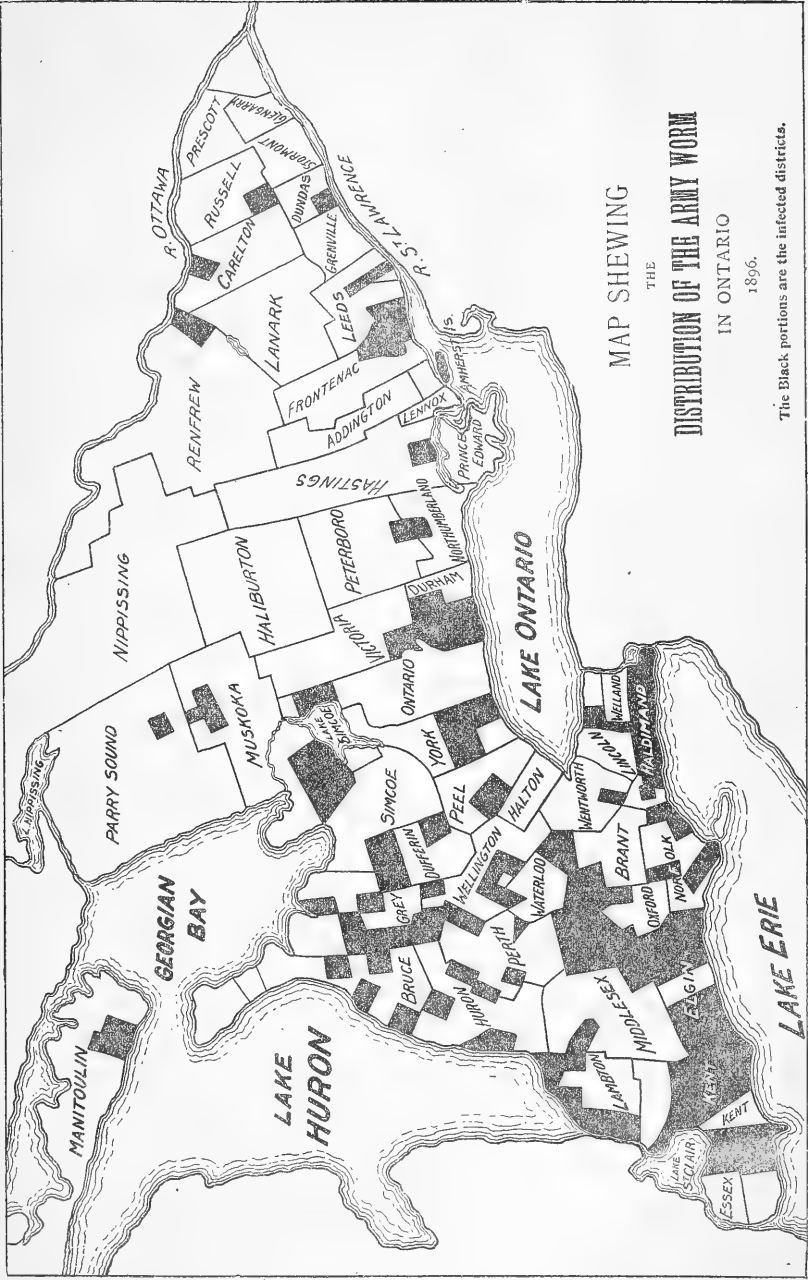 MAP SHEWING
THE
DISTRIBUTION OF THE ARMY WORM
IN ONTARIO
1896.
The Black portions are the infected districts.
R. OTTAWA
PRESCOTT
GLENGARRY
STORMONT
RUSSELL
DUNDAS
R. ST LAWRENCE
CARELTON
GRENVILLE
LEEDS
LANARK
RENFREW
FRONTENAC
ADDINGTON
LENNOX
AMHERST IS.
PRINCE
EDWARD
HASTINGS
NIPPISSING
HALIBURTON
PETERBORO
NORTHUMBERLAND
DURHAM
VICTORIA
ONTARIO
LAKE ONTARIO
MUSKOKA
PARRY SOUND
L. NIPPISSING
LAKE
SIMCOE
YORK
SIMCOE
PEEL
HALTON
WELLAND
LINCOLN
HALDIMAND
WENTWORTH
DUFFERIN
WELLINGTON
WATERLOO
BRANT
NORFOLK
OXFORD
GREY
PERTH
BRUCE
HURON
GEORGIAN
BAY
MANITOULIN
LAKE
HURON
MIDDLESEX
ELGIN
LAMBTON
KENT
KENT
LAKE
ST CLAIR
ESSEX
LAKE ERIE